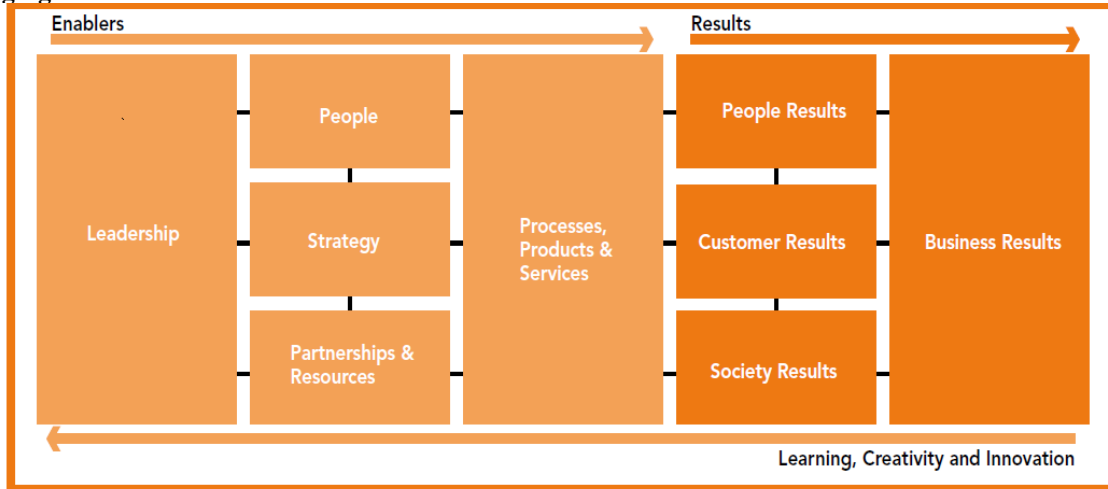 Enablers
Results
People
People Results
Leadership
Strategy
Processes,
Products &
Services
Customer Results
Business Results
Partnerships &
Resources
Society Results
Learning, Creativity and Innovation